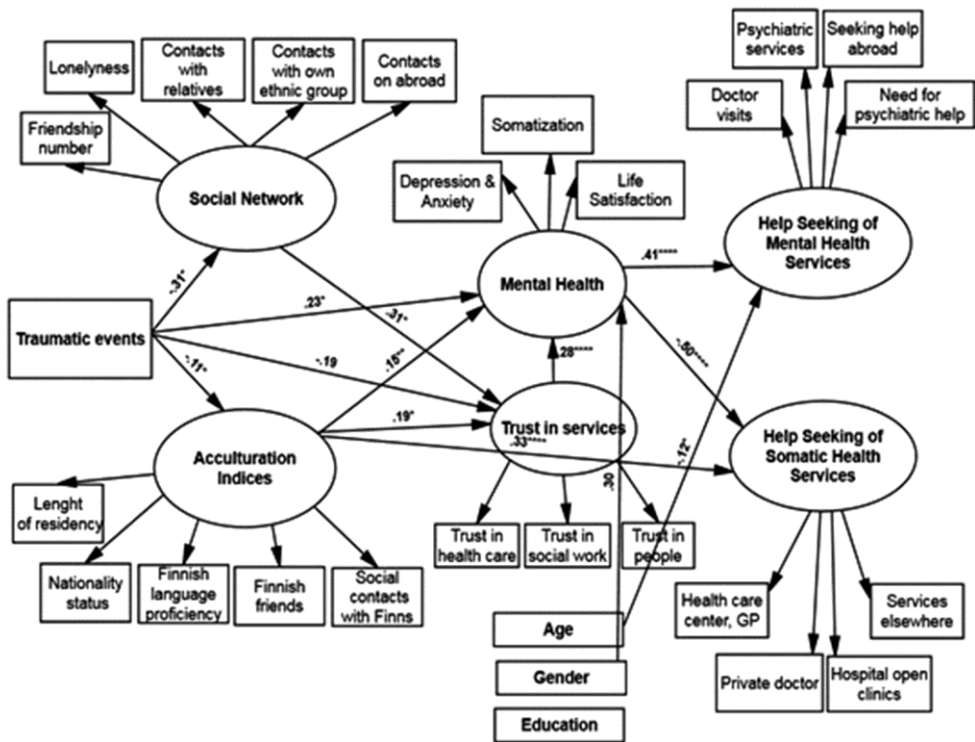 Lonelyness
Contacts
with
relatives
Contacts
with own
ethnic group
Contacts
on abroad
Friendship
number
Social Network
Psychiatric
services
Seeking help
abroad
Doctor
visits
Need for
psychiatric help
Somatization
Depression &
Anxiety
Life
Satisfaction
Help Seeking of
Mental Health
Services
Mental Health
.41****
-.31*
.23*
.31*
Traumatic events
-.11*
-.19
.15**
.28****
-.50****
.19*
Trust in services
.33****
-.12*
.30
Acculturation
Indices
Help Seeking of
Somatic Health
Services
Lenght
of residency
Nationality
status
Finnish
language
proficiency
Finnish
friends
Social
contacts
with Finns
Trust in
health care
Trust in
social work
Trust in
people
Health care
center, GP
Services
elsewhere
Private doctor
Hospital open
clinics
Age
Gender
Education